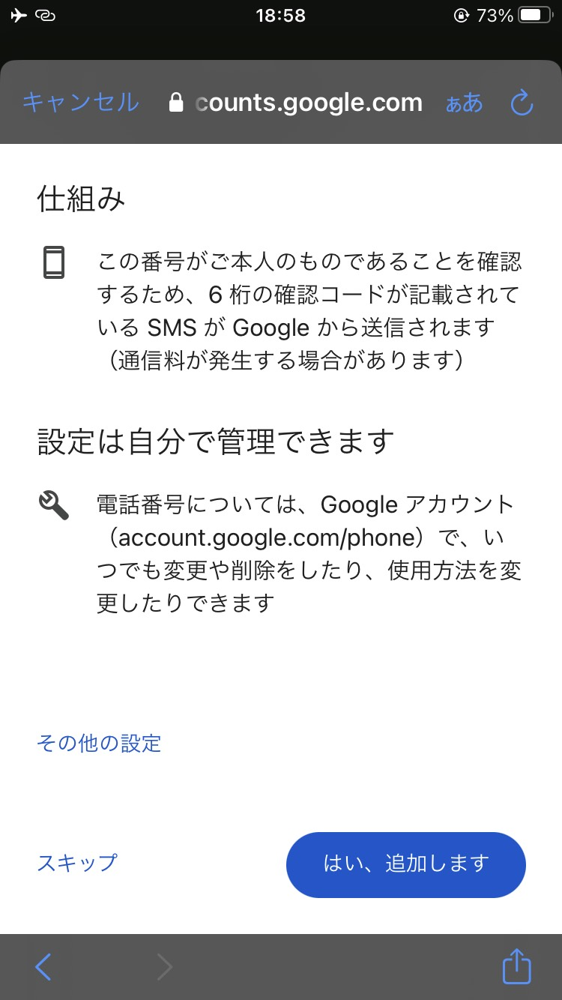 18:58
73%
キャンセル
counts.google.com
ぁあ
仕組み
この番号がご本人のものであることを確認
するため、6 桁の確認コードが記載されて
いる SMS が Google から送信されます
（通信料が発生する場合があります）
設定は自分で管理できます
電話番号については、Google アカウント
（account.google.com/phone）で、い
つでも変更や削除をしたり、使用方法を変
更したりできます
その他の設定
スキップ
はい、追加します